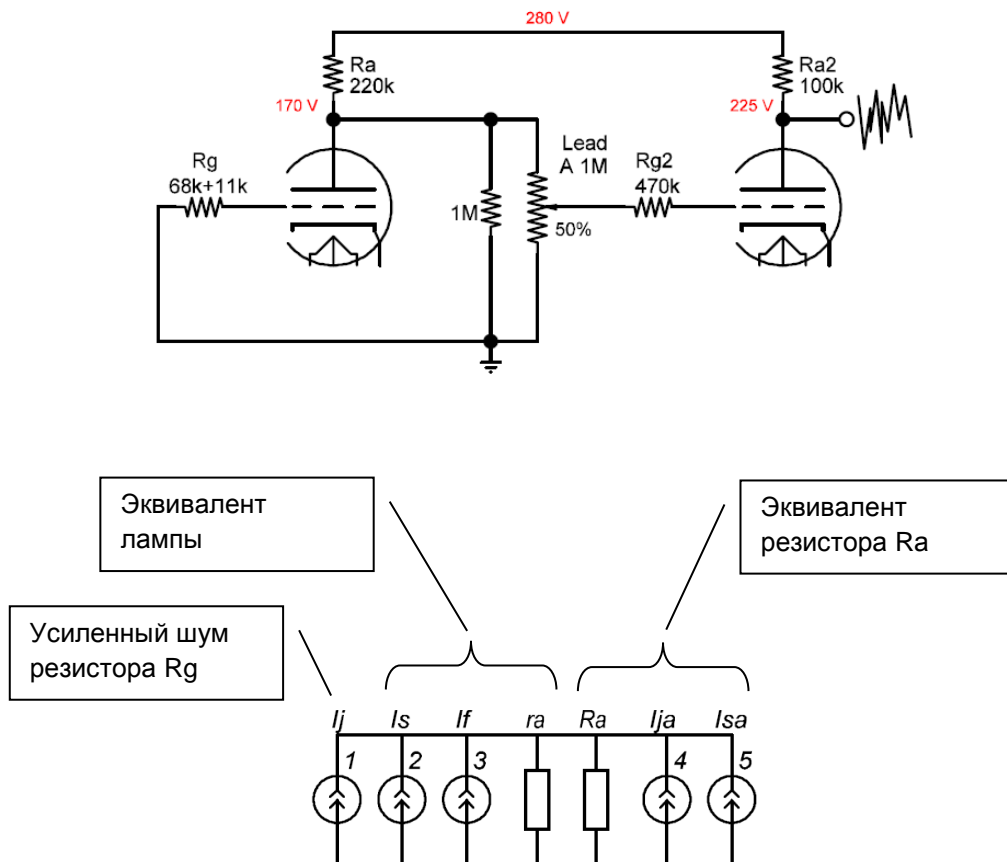 280 V
Ra
220k
Ra2
100k
170 V
225 V
Rg
68k+11k
Lead
A 1M
Rg2
470k
1M
50%
Эквивалент
лампы
Эквивалент
резистора Ra
Усиленный шум
резистора Rg
Ij Is If ra Ra Ija Isa
1 2 3 4 5